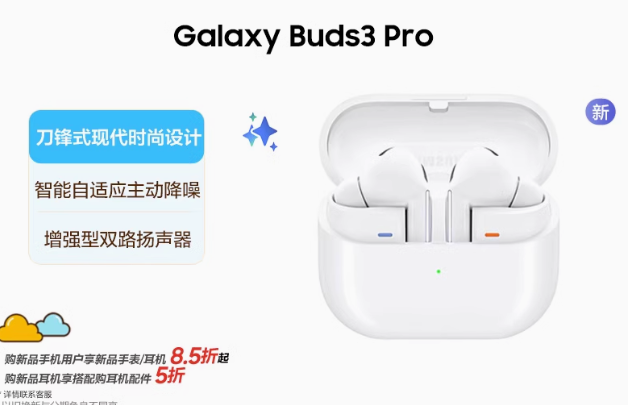 Galaxy Buds3 Pro
新
刀锋式现代时尚设计
智能自适应主动降噪
增强型双路扬声器
购新品手机用户享新品手表/耳机 8.5折起
购新品耳机享搭配购耳机配件 5折
* 详情联系客服